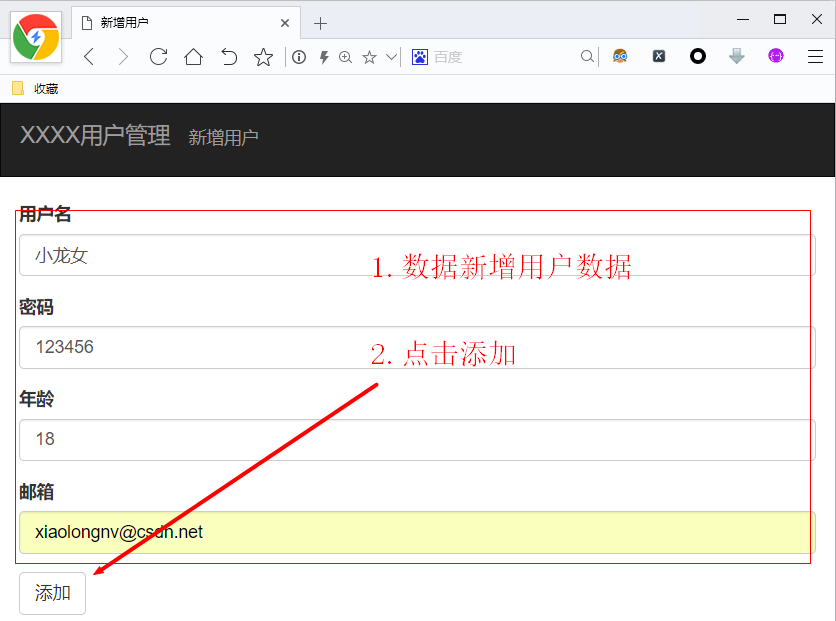 新增用户
百度
收藏
XXXX用户管理 新增用户
用户名
小龙女
1. 数据新增用户数据
密码
123456
2. 点击添加
年龄
18
邮箱
xiaolongnv@csdn.net
添加